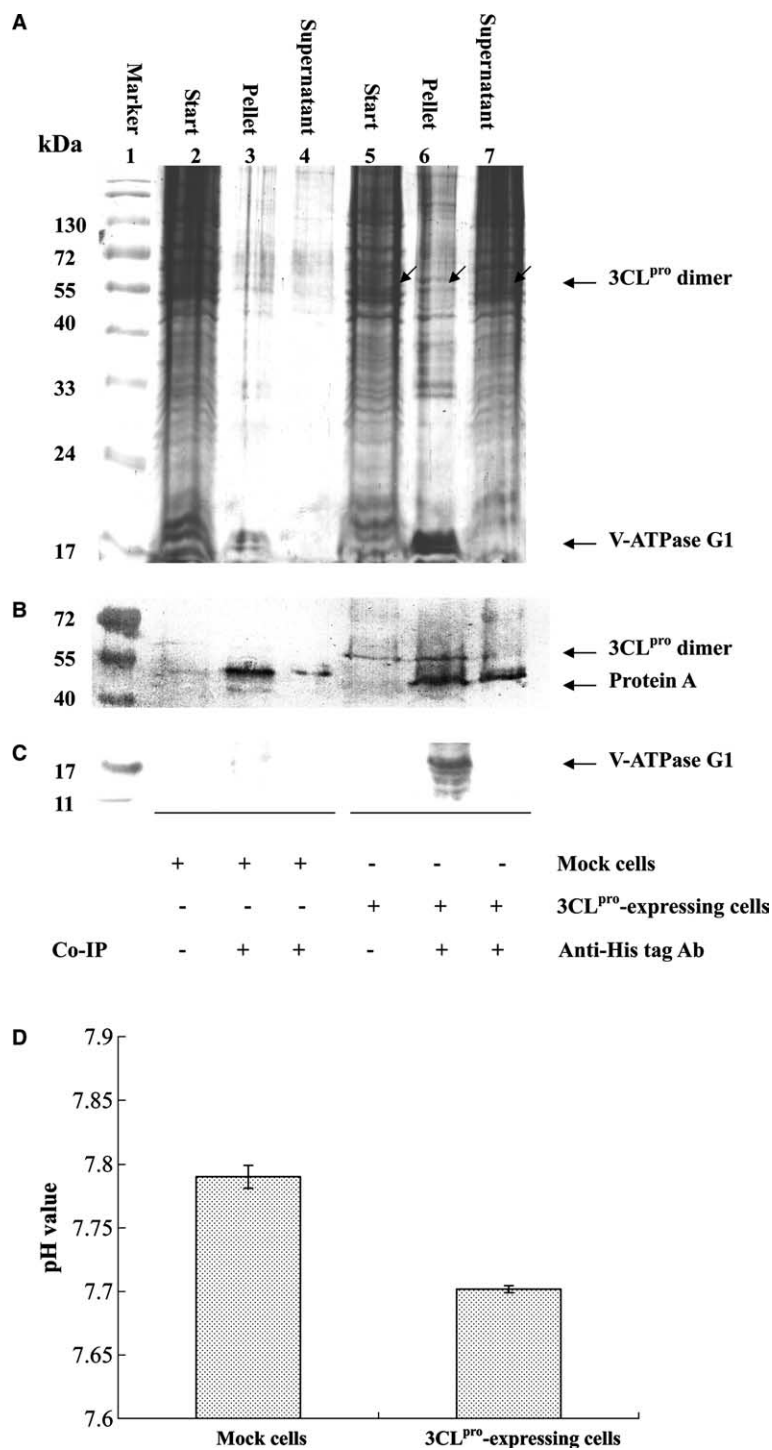 A
Marker
Start
Pellet
Supernatant
Start
Pellet
Supernatant
kDa 1 2 3 4 5 6 7
130
72
55 3CLpro dimer
40
33
24
17 V-ATPase G1
B
72
55 3CLpro dimer
Protein A
40
C
17 V-ATPase G1
11
+ + + - - - Mock cells
- - - + + + 3CLpro-expressing cells
Co-IP - + + - + + Anti-His tag Ab
D
7.9
7.85
7.8
7.75
7.7
7.65
7.6
pH value
Mock cells 3CLpro-expressing cells